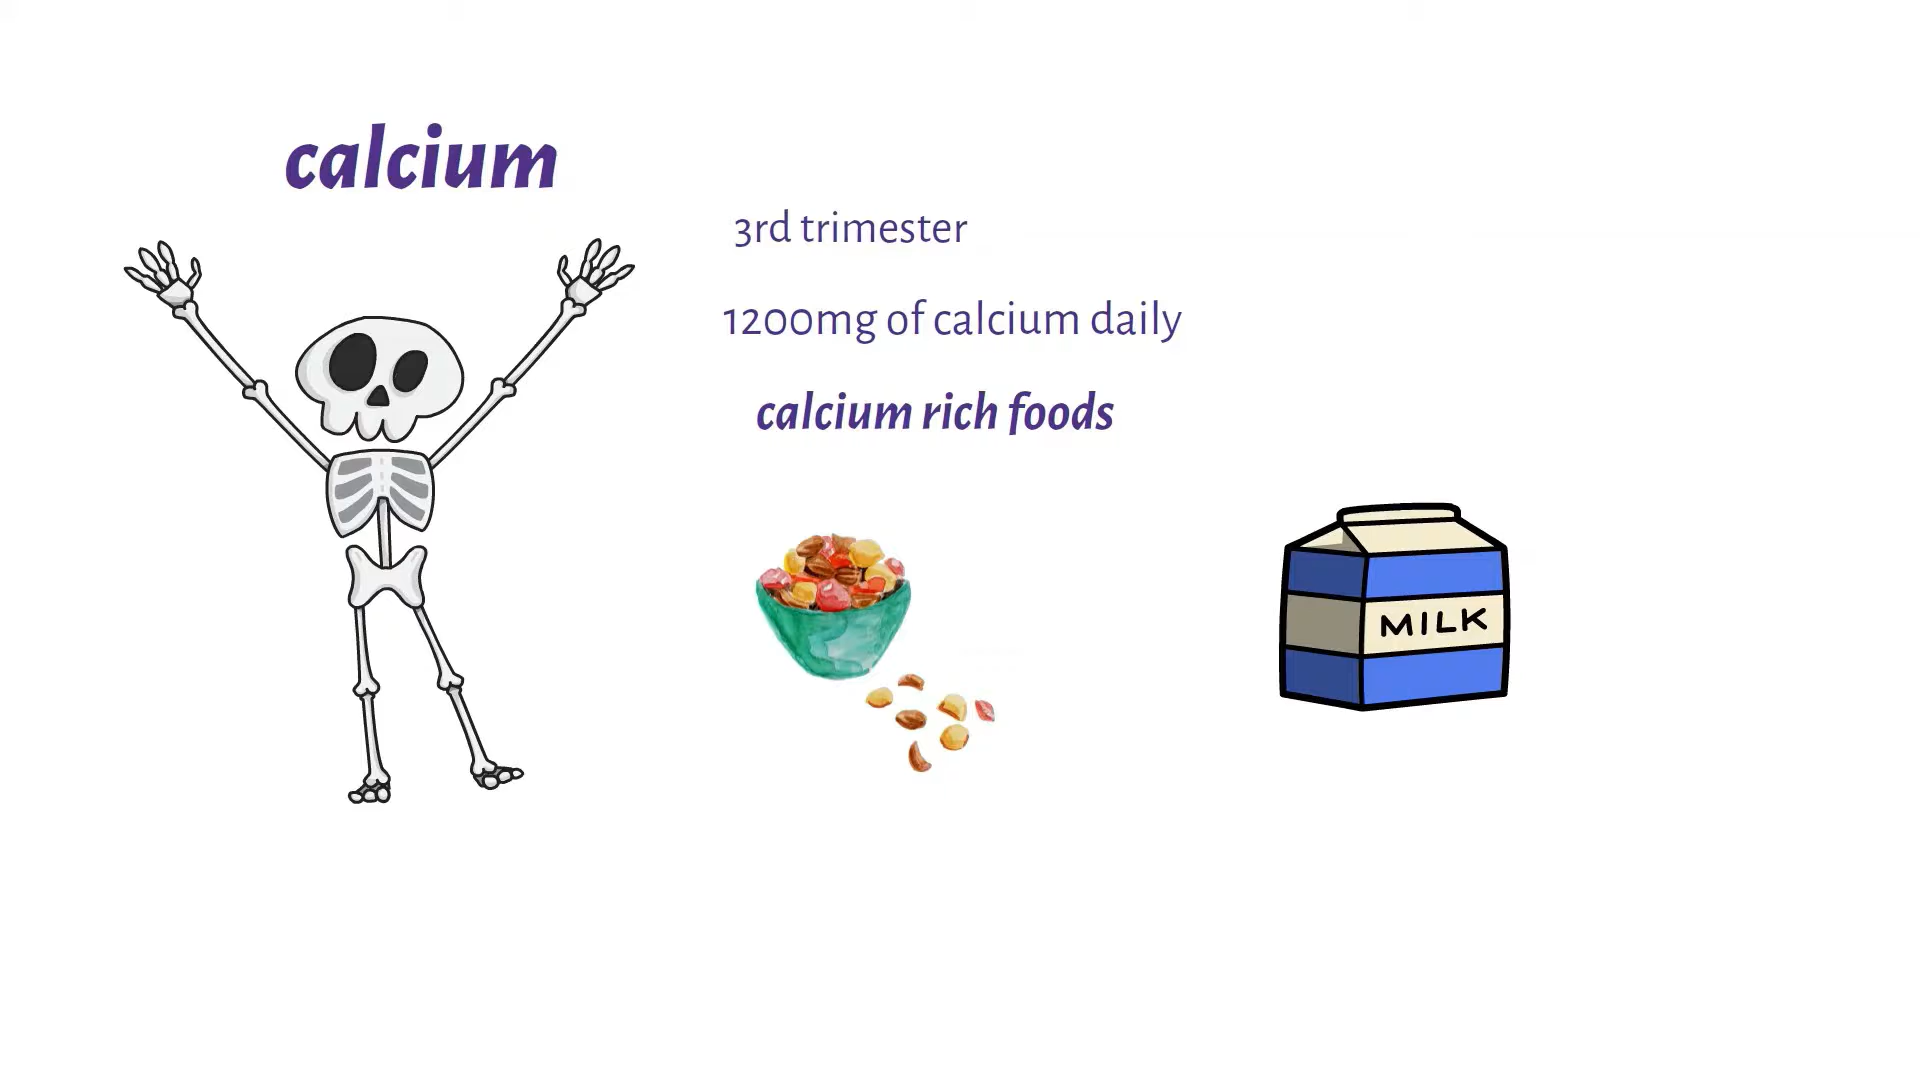 calcium
3rd trimester
1200mg of calcium daily
calcium rich foods
MILK